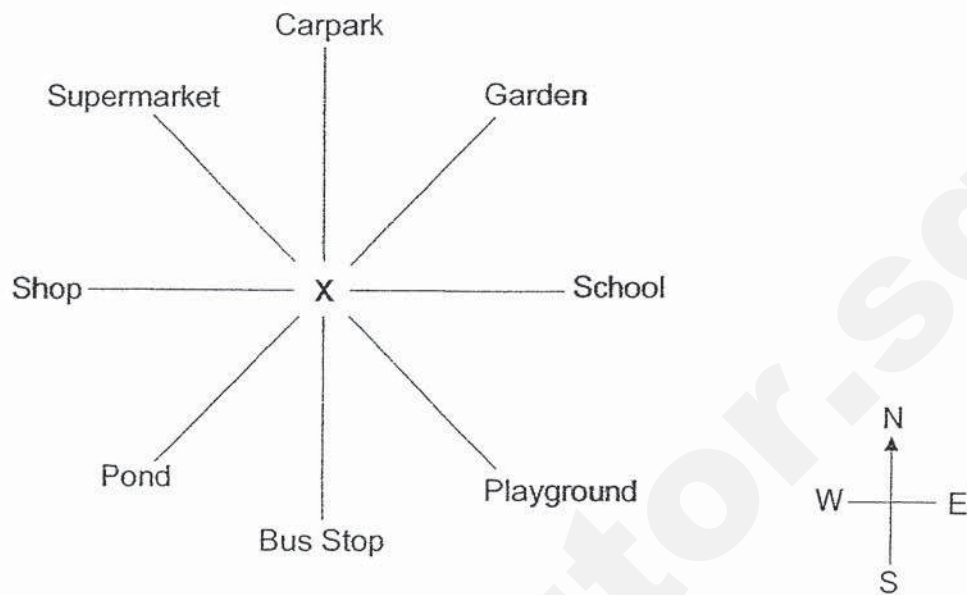 Carpark
Supermarket
Garden
Shop
X
School
Pond
Playground
Bus Stop
N
W
E
S